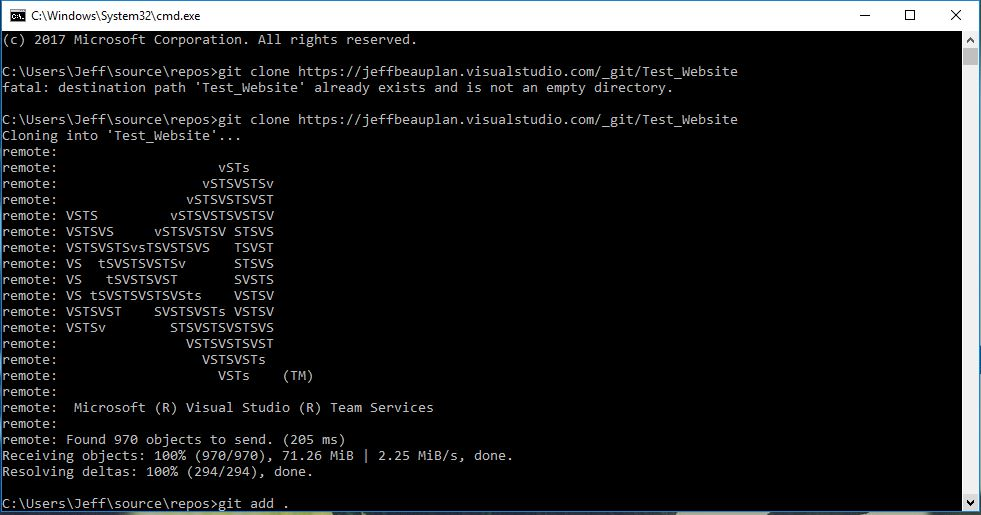 C:\Windows\System32\cmd.exe
(c) 2017 Microsoft Corporation. All rights reserved.
C:\Users\Jeff\source\repos>git clone https://jeffbeauplan.visualstudio.com/_git/Test_Website
fatal: destination path 'Test_Website' already exists and is not an empty directory.
C:\Users\Jeff\source\repos>git clone https://jeffbeauplan.visualstudio.com/_git/Test_Website
Cloning into 'Test_Website'...
remote:
remote:                    vSTs
remote:                  vSTSVSTSv
remote:                vSTSVSTSVST
remote: VSTS         vSTSVSTSVSTSV
remote: VSTSVS     vSTSVSTSV STSVS
remote: VSTSVSTSvsTSVSTSVS   TSVST
remote: VS  tSVSTSVSTSv      STSVS
remote: VS   tSVSTSVST       SVSTS
remote: VS tSVSTSVSTSVSts    VSTSV
remote: VSTSVST    SVSTSVSTs VSTSV
remote: VSTSv        STSVSTSVSTSVS
remote:                VSTSVSTSVST
remote:                  VSTSVSTs
remote:                    VSTs    (TM)
remote:
remote:  Microsoft (R) Visual Studio (R) Team Services
remote:
remote: Found 970 objects to send. (205 ms)
Receiving objects: 100% (970/970), 71.26 MiB | 2.25 MiB/s, done.
Resolving deltas: 100% (294/294), done.
C:\Users\Jeff\source\repos>git add .